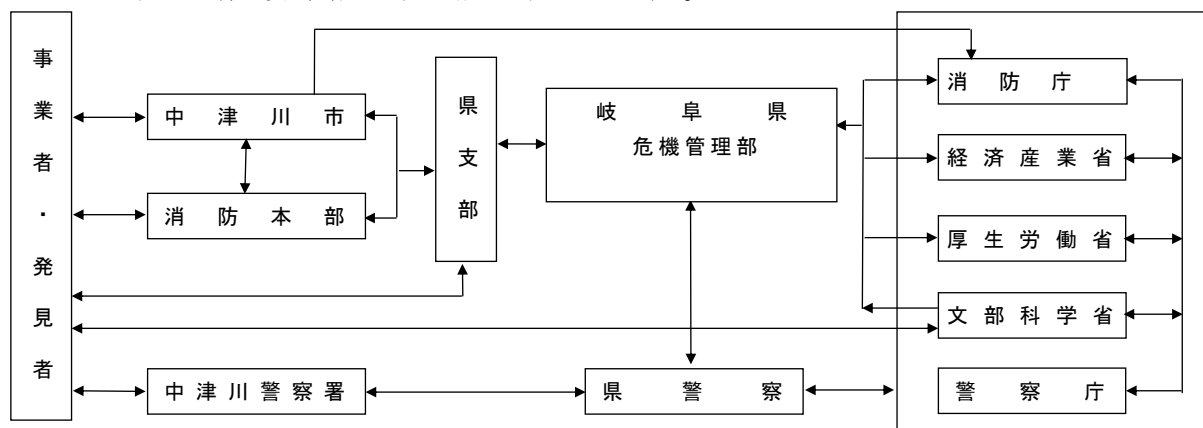 事業者・発見者
中津川市
消防本部
県支部
岐阜県
危機管理部
消防庁
経済産業省
厚生労働省
文部科学省
中津川警察署
県警察
警察庁